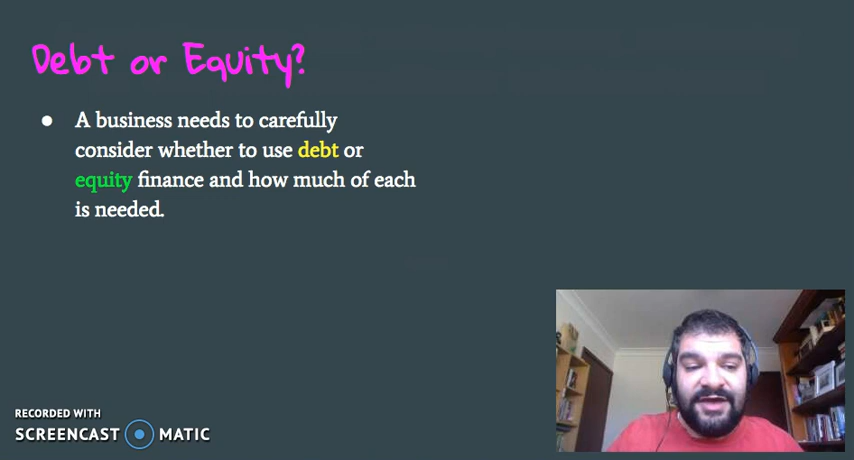 Debt or Equity?
A business needs to carefully
consider whether to use debt or
equity finance and how much of each
is needed.
RECORDED WITH
SCREENCAST MATIC